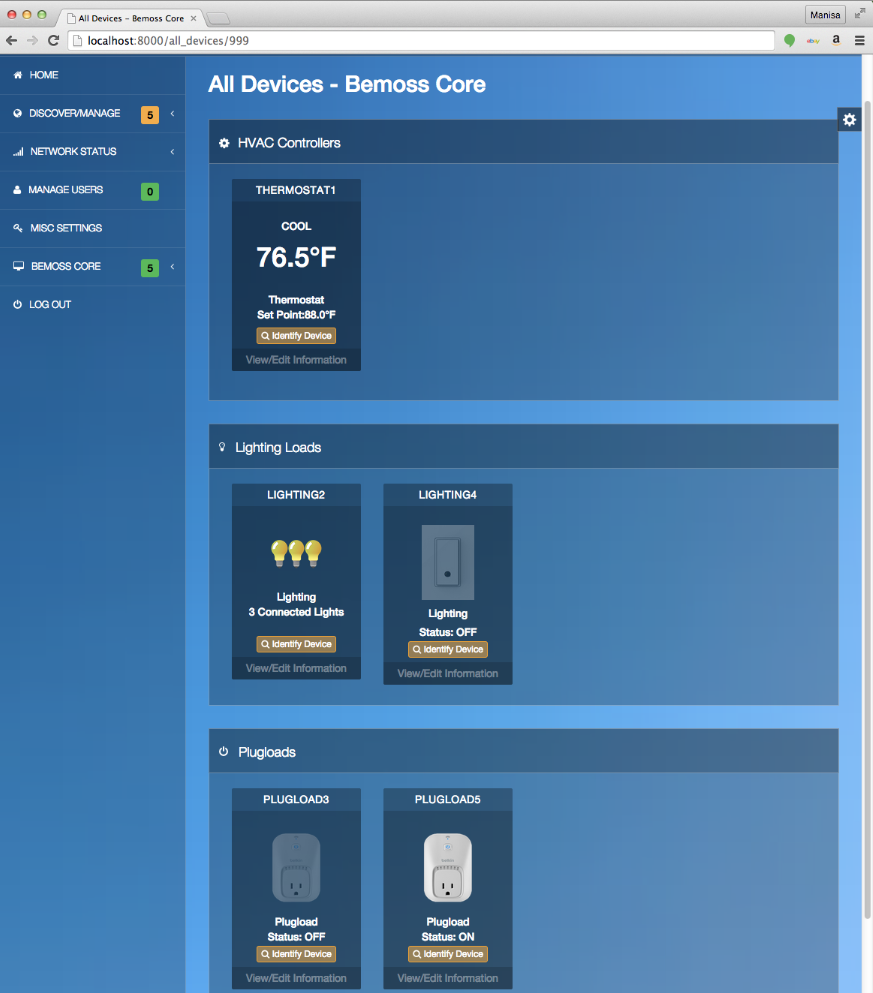 All Devices - Bemoss Core
Manisa
localhost:8000/all_devices/999
HOME
DISCOVER/MANAGE 5
NETWORK STATUS
MANAGE USERS 0
MISC SETTINGS
BEMOSS CORE 5
LOG OUT
All Devices - Bemoss Core
HVAC Controllers
THERMOSTAT1
COOL
76.5°F
Thermostat
Set Point:88.0°F
Identify Device
View/Edit Information
Lighting Loads
LIGHTING2
Lighting
3 Connected Lights
Identify Device
View/Edit Information
LIGHTING4
Lighting
Status: OFF
Identify Device
View/Edit Information
Plugloads
PLUGLOAD3
Plugload
Status: OFF
Identify Device
View/Edit Information
PLUGLOAD5
Plugload
Status: ON
Identify Device
View/Edit Information